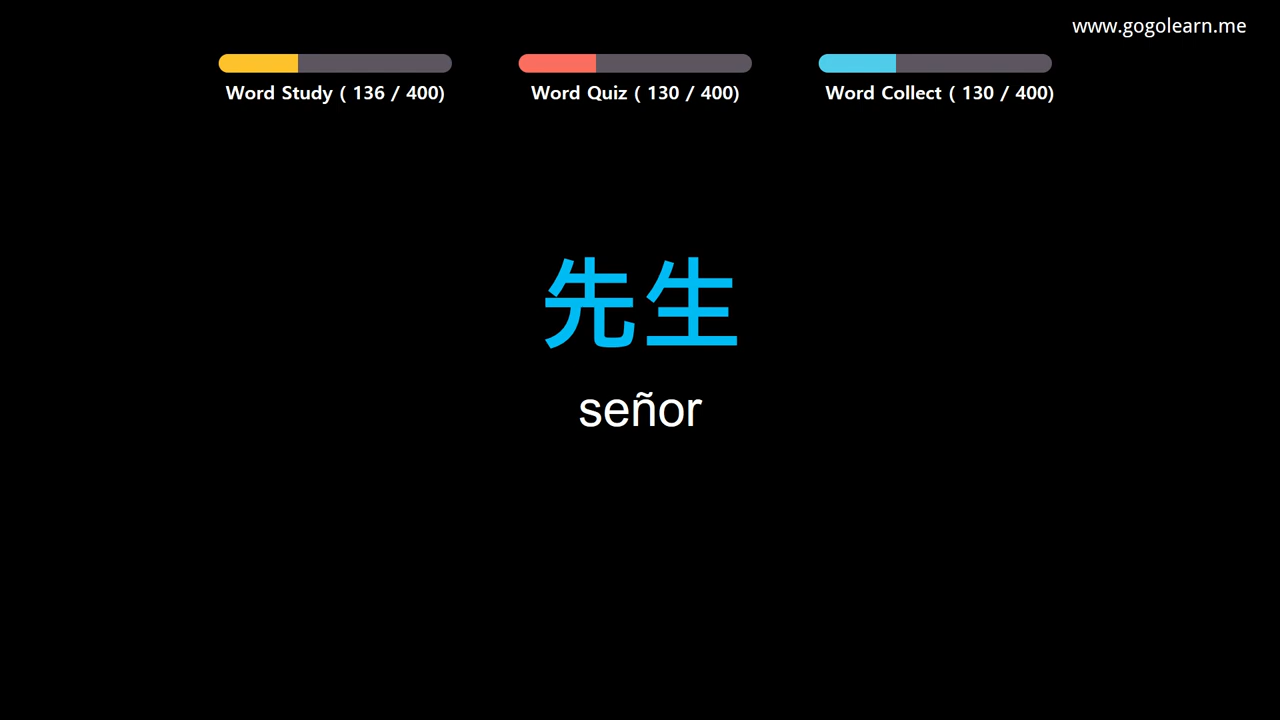 www.gogolearn.me
Word Study ( 136 / 400)
Word Quiz ( 130 / 400)
Word Collect ( 130 / 400)
先生
señor